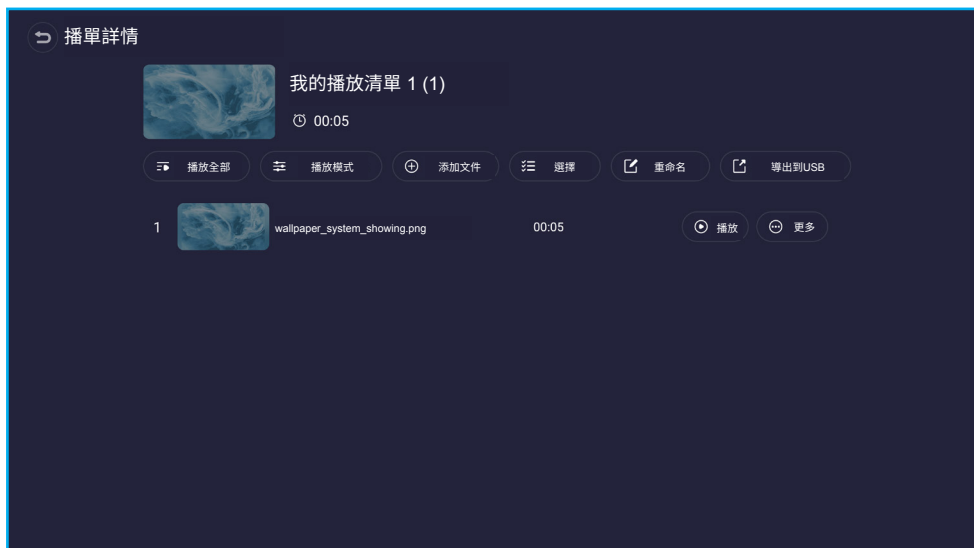 播單詳情
我的播放清單 1 (1)
00:05
播放全部 播放模式 添加文件 選擇 重命名 導出到USB
1 wallpaper_system_showing.png 00:05 播放 更多